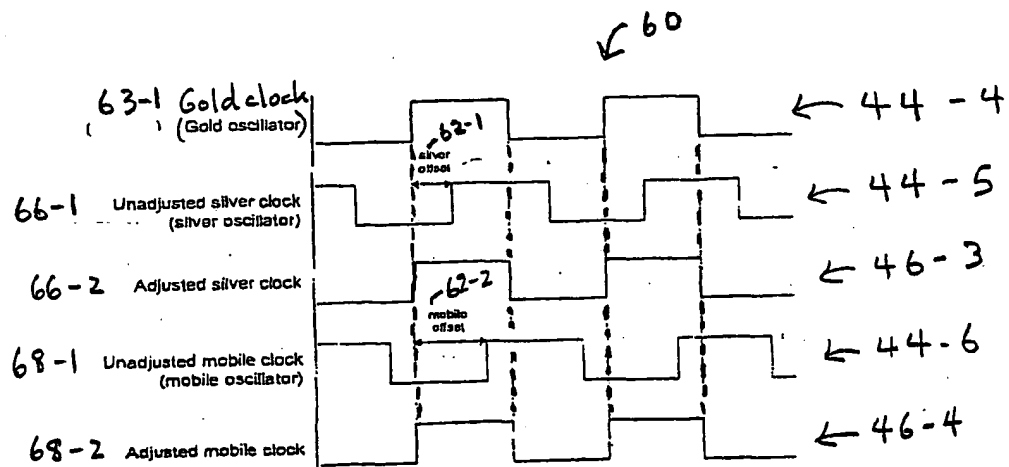 60
63-1 Gold clock 44-4
(Gold oscillator)
62-1
silver
offset
66-1 Unadjusted silver clock 44-5
(silver oscillator)
66-2 Adjusted silver clock 46-3
62-2
mobile
offset
68-1 Unadjusted mobile clock 44-6
(mobile oscillator)
68-2 Adjusted mobile clock 46-4